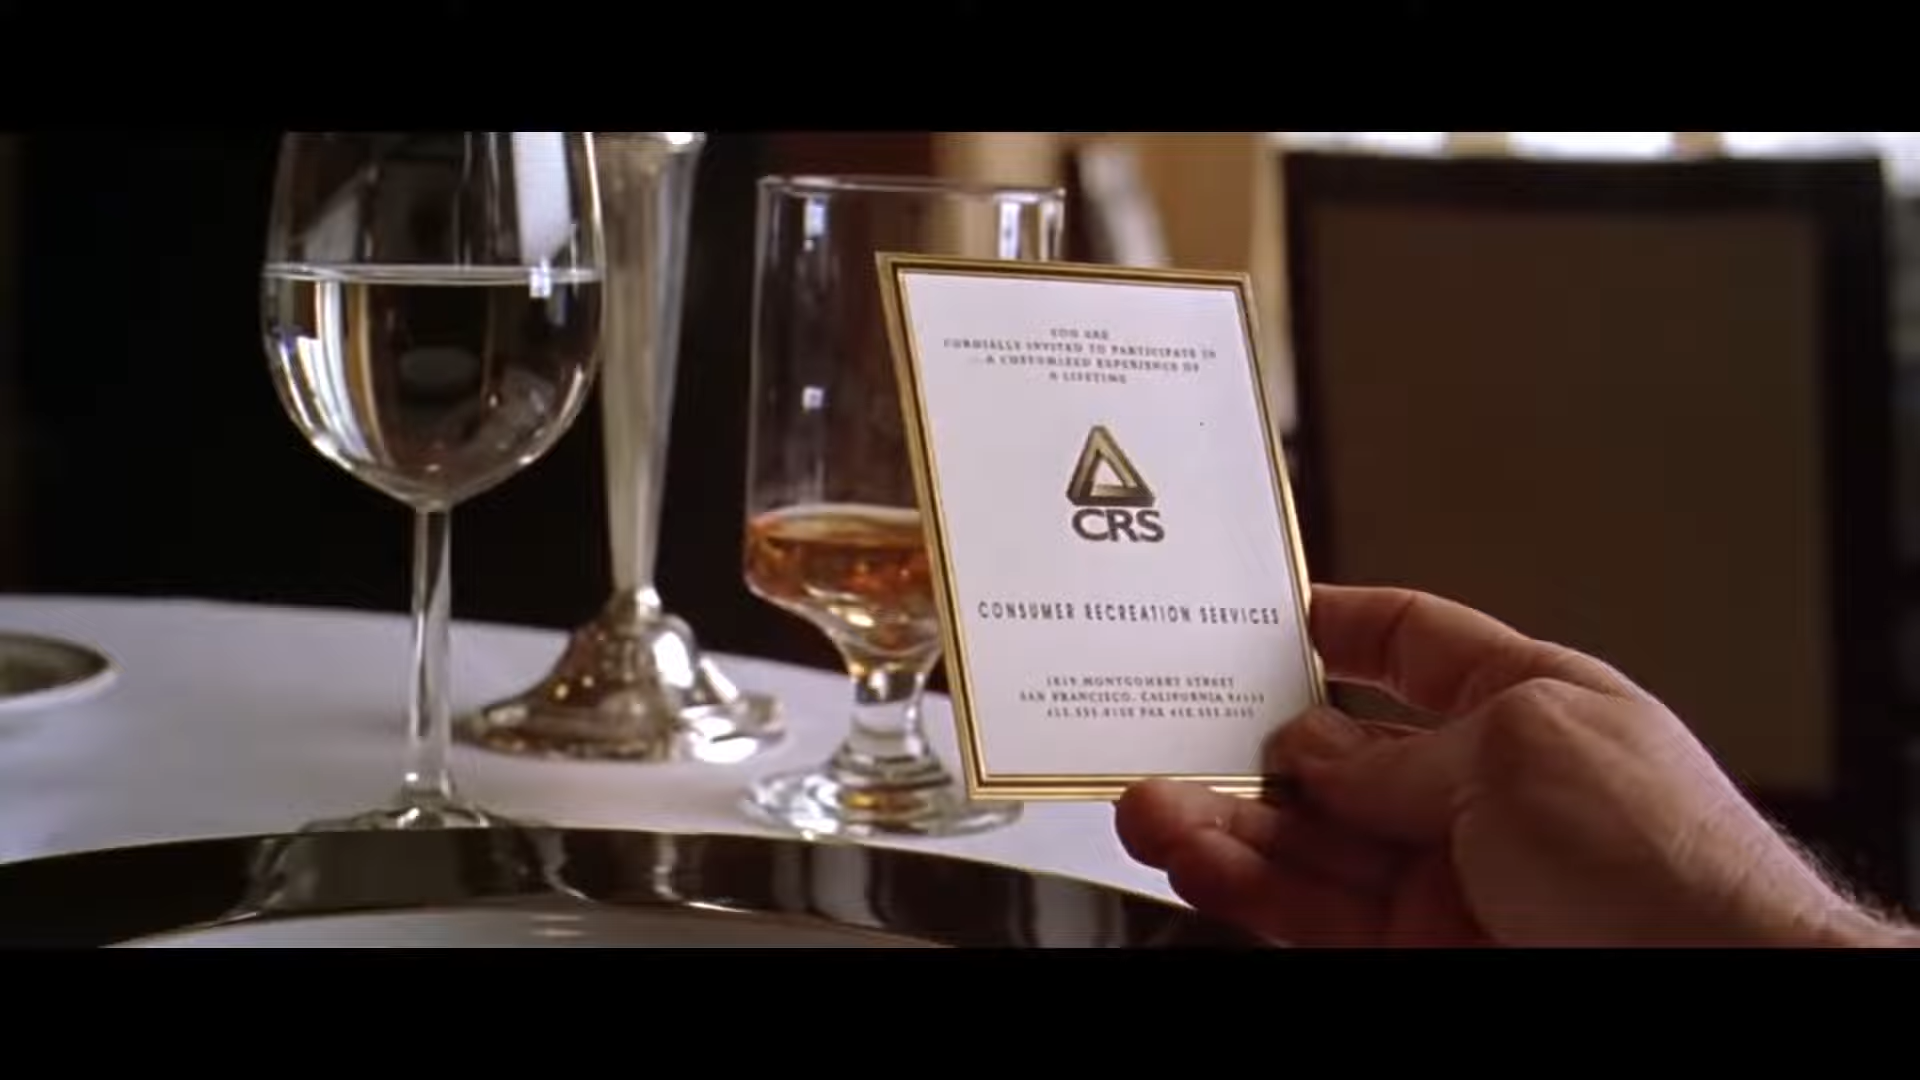 YOU ARE
CORDIALLY INVITED TO PARTICIPATE IN
A CUSTOMIZED EXPERIENCE OF
A LIFETIME
CRS
CONSUMER RECREATION SERVICES
MONTGOMERY STREET
SAN FRANCISCO, CALIFORNIA
FAX